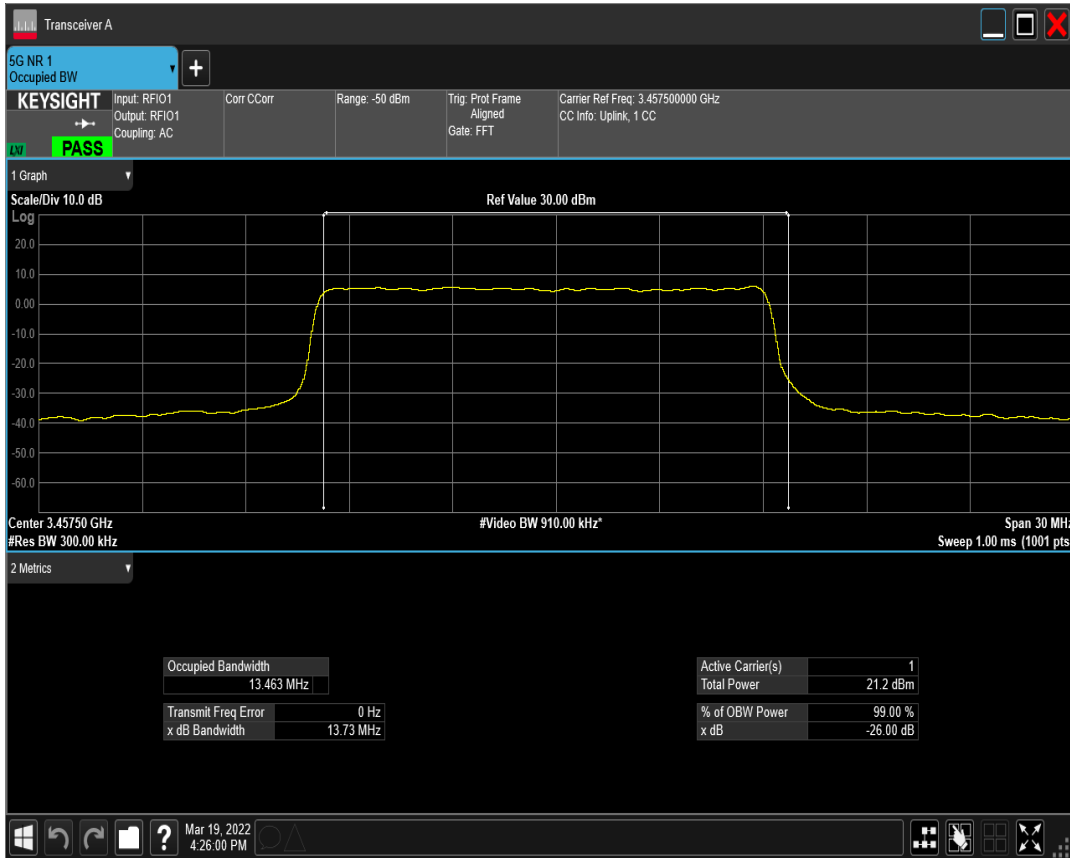 Transceiver A
5G NR 1
Occupied BW
+
KEYSIGHT
LXI
PASS
Input: RFIO1
Output: RFIO1
Coupling: AC
Corr CCorr
Range: -50 dBm
Trig: Prot Frame
Aligned
Gate: FFT
Carrier Ref Freq: 3.457500000 GHz
CC Info: Uplink, 1 CC
1 Graph
Scale/Div 10.0 dB
Ref Value 30.00 dBm
Log
20.0
10.0
0.00
-10.0
-20.0
-30.0
-40.0
-50.0
-60.0
Center 3.45750 GHz
#Video BW 910.00 kHz*
Span 30 MHz
#Res BW 300.00 kHz
Sweep 1.00 ms (1001 pts
2 Metrics
Occupied Bandwidth
13.463 MHz
Transmit Freq Error 0 Hz
x dB Bandwidth 13.73 MHz
Active Carrier(s) 1
Total Power 21.2 dBm
% of OBW Power 99.00 %
x dB -26.00 dB
?
Mar 19, 2022
4:26:00 PM